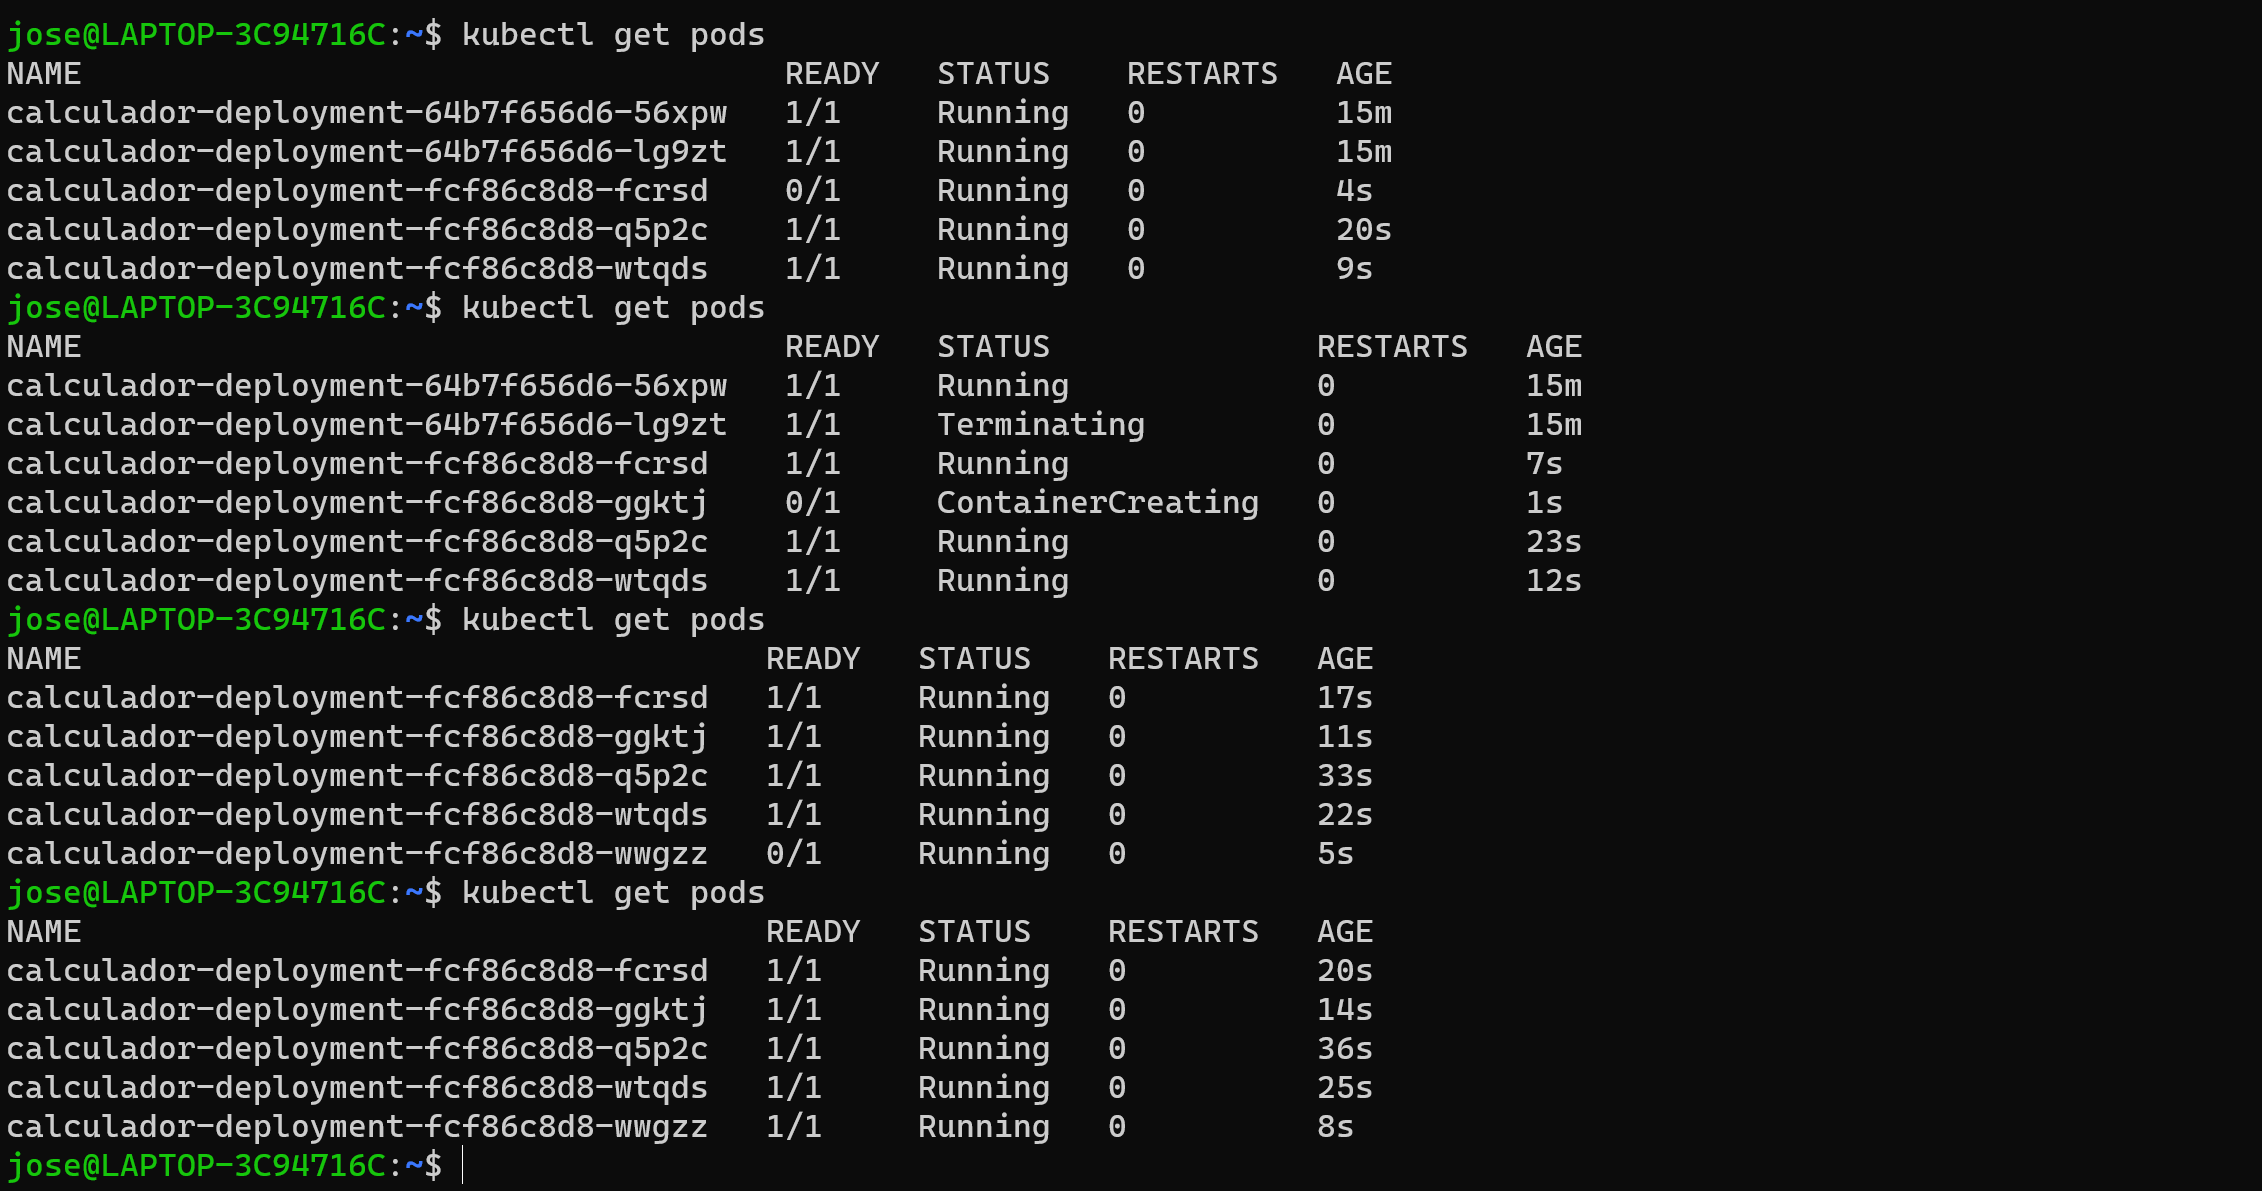 jose@LAPTOP-3C94716C:~$ kubectl get pods
NAME                                     READY   STATUS    RESTARTS   AGE
calculador-deployment-64b7f656d6-56xpw   1/1     Running   0          15m
calculador-deployment-64b7f656d6-lg9zt   1/1     Running   0          15m
calculador-deployment-fcf86c8d8-fcrsd    0/1     Running   0          4s
calculador-deployment-fcf86c8d8-q5p2c    1/1     Running   0          20s
calculador-deployment-fcf86c8d8-wtqds    1/1     Running   0          9s
jose@LAPTOP-3C94716C:~$ kubectl get pods
NAME                                     READY   STATUS              RESTARTS   AGE
calculador-deployment-64b7f656d6-56xpw   1/1     Running             0          15m
calculador-deployment-64b7f656d6-lg9zt   1/1     Terminating         0          15m
calculador-deployment-fcf86c8d8-fcrsd    1/1     Running             0          7s
calculador-deployment-fcf86c8d8-ggktj    0/1     ContainerCreating   0          1s
calculador-deployment-fcf86c8d8-q5p2c    1/1     Running             0          23s
calculador-deployment-fcf86c8d8-wtqds    1/1     Running             0          12s
jose@LAPTOP-3C94716C:~$ kubectl get pods
NAME                                    READY   STATUS    RESTARTS   AGE
calculador-deployment-fcf86c8d8-fcrsd   1/1     Running   0          17s
calculador-deployment-fcf86c8d8-ggktj   1/1     Running   0          11s
calculador-deployment-fcf86c8d8-q5p2c   1/1     Running   0          33s
calculador-deployment-fcf86c8d8-wtqds   1/1     Running   0          22s
calculador-deployment-fcf86c8d8-wwgzz   0/1     Running   0          5s
jose@LAPTOP-3C94716C:~$ kubectl get pods
NAME                                    READY   STATUS    RESTARTS   AGE
calculador-deployment-fcf86c8d8-fcrsd   1/1     Running   0          20s
calculador-deployment-fcf86c8d8-ggktj   1/1     Running   0          14s
calculador-deployment-fcf86c8d8-q5p2c   1/1     Running   0          36s
calculador-deployment-fcf86c8d8-wtqds   1/1     Running   0          25s
calculador-deployment-fcf86c8d8-wwgzz   1/1     Running   0          8s
jose@LAPTOP-3C94716C:~$